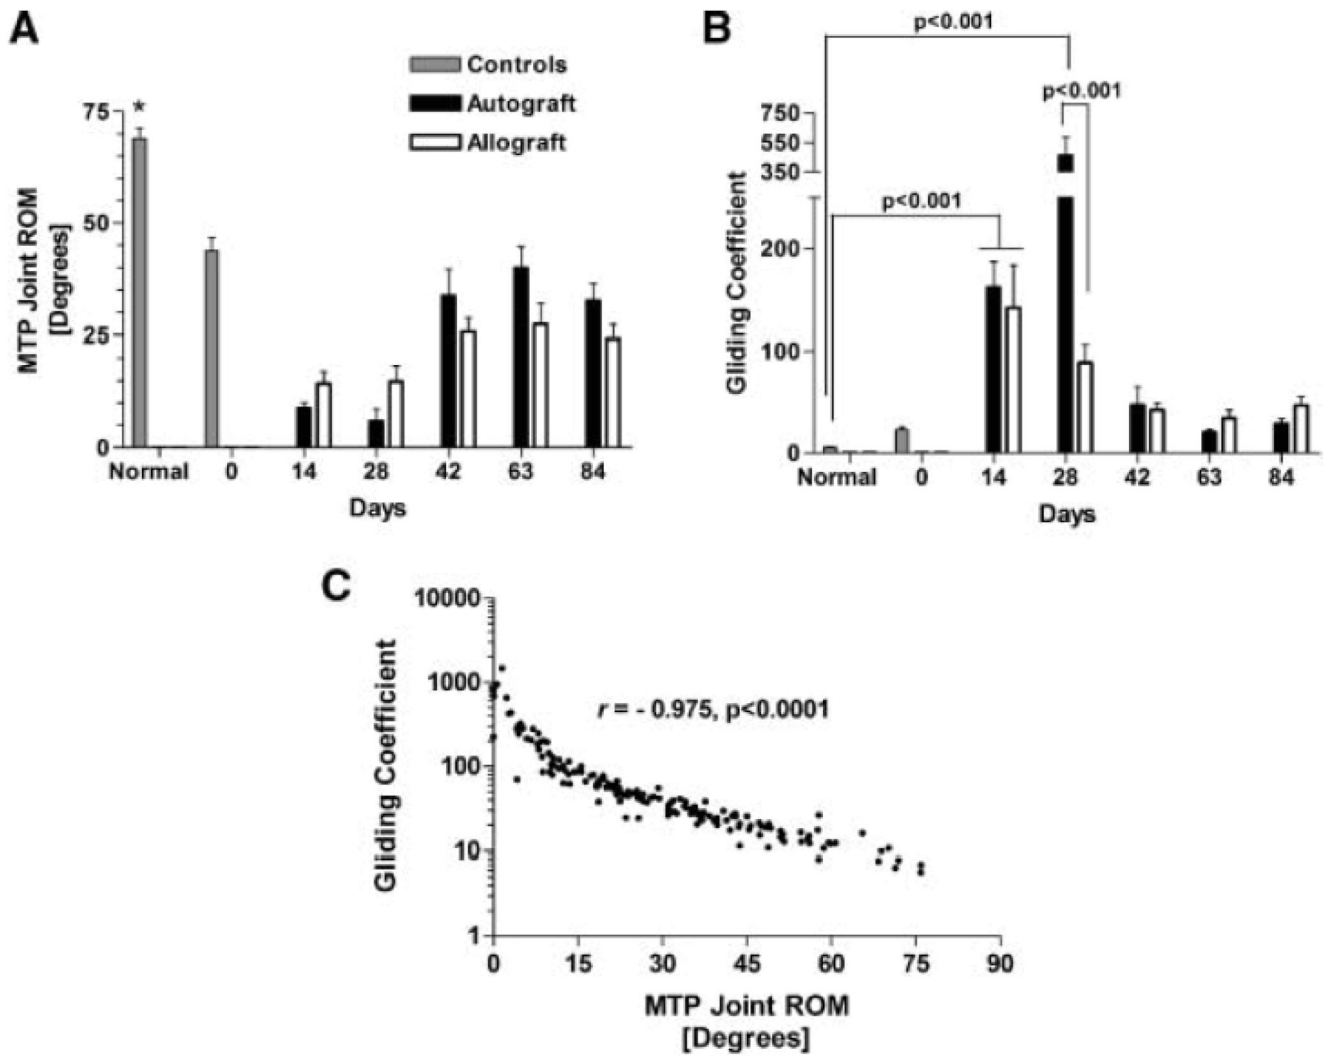 A
Controls
Autograft
Allograft
*
75
50
25
0
MTP Joint ROM
[Degrees]
Normal 0 14 28 42 63 84
Days
B
p<0.001
p<0.001
p<0.001
750
550
350
200
100
0
Gliding Coefficient
Normal 0 14 28 42 63 84
Days
C
10000
1000
100
10
1
Gliding Coefficient
r = - 0.975, p<0.0001
0 15 30 45 60 75 90
MTP Joint ROM
[Degrees]